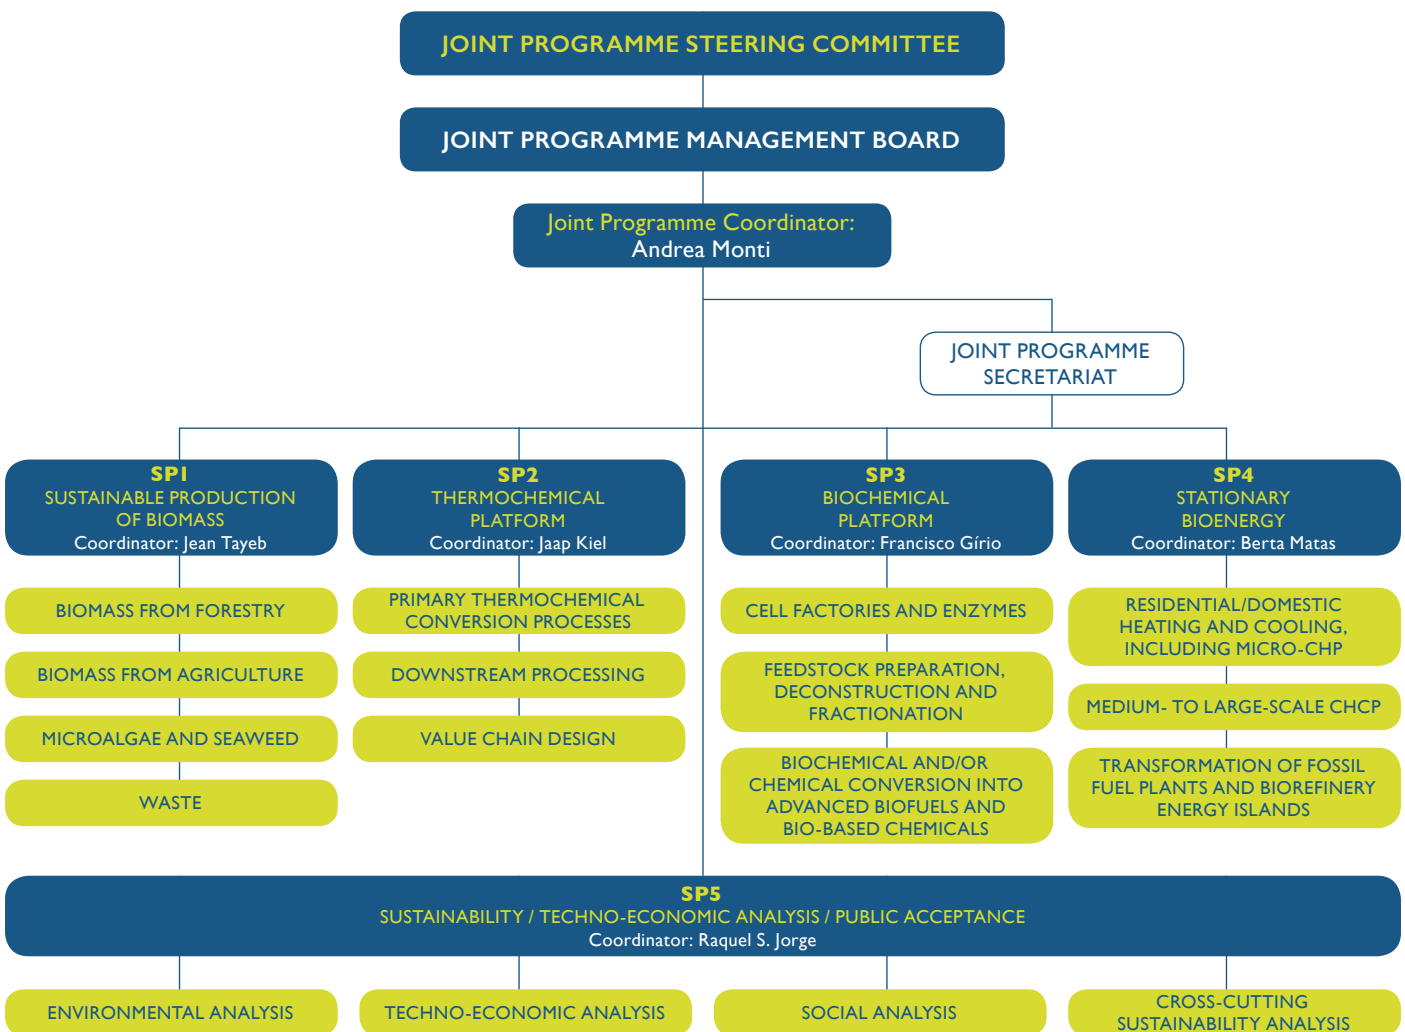 JOINT PROGRAMME STEERING COMMITTEE
JOINT PROGRAMME MANAGEMENT BOARD
Joint Programme Coordinator:
Andrea Monti
JOINT PROGRAMME
SECRETARIAT
SP1
SUSTAINABLE PRODUCTION
OF BIOMASS
Coordinator: Jean Tayeb
BIOMASS FROM FORESTRY
BIOMASS FROM AGRICULTURE
MICROALGAE AND SEAWEED
WASTE
SP2
THERMOCHEMICAL
PLATFORM
Coordinator: Jaap Kiel
PRIMARY THERMOCHEMICAL
CONVERSION PROCESSES
DOWNSTREAM PROCESSING
VALUE CHAIN DESIGN
SP3
BIOCHEMICAL
PLATFORM
Coordinator: Francisco Gírio
CELL FACTORIES AND ENZYMES
FEEDSTOCK PREPARATION,
DECONSTRUCTION AND
FRACTIONATION
BIOCHEMICAL AND/OR
CHEMICAL CONVERSION INTO
ADVANCED BIOFUELS AND
BIO-BASED CHEMICALS
SP4
STATIONARY
BIOENERGY
Coordinator: Berta Matas
RESIDENTIAL/DOMESTIC
HEATING AND COOLING,
INCLUDING MICRO-CHP
MEDIUM- TO LARGE-SCALE CHCP
TRANSFORMATION OF FOSSIL
FUEL PLANTS AND BIOREFINERY
ENERGY ISLANDS
SP5
SUSTAINABILITY / TECHNO-ECONOMIC ANALYSIS / PUBLIC ACCEPTANCE
Coordinator: Raquel S. Jorge
ENVIRONMENTAL ANALYSIS
TECHNO-ECONOMIC ANALYSIS
SOCIAL ANALYSIS
CROSS-CUTTING
SUSTAINABILITY ANALYSIS